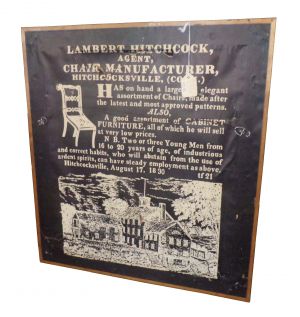 LAMBERT HITCHCOCK,
AGENT,
CHAIR MANUFACTURER,
HITCHCOCKSVILLE, (CONN.)
HAS on hand a large elegant
assortment of Chairs, made after
the latest and most approved patterns.
ALSO,
A good assortment of CABINET
FURNITURE, all of which he will sell
at very low prices.
N B. Two or three Young Men from
16 to 20 years of age, of industrious
and correct habits, who will abstain from the use of
ardent spirits, can have steady employment as above.
Hitchcocksville, August 17, 1830
tf 21